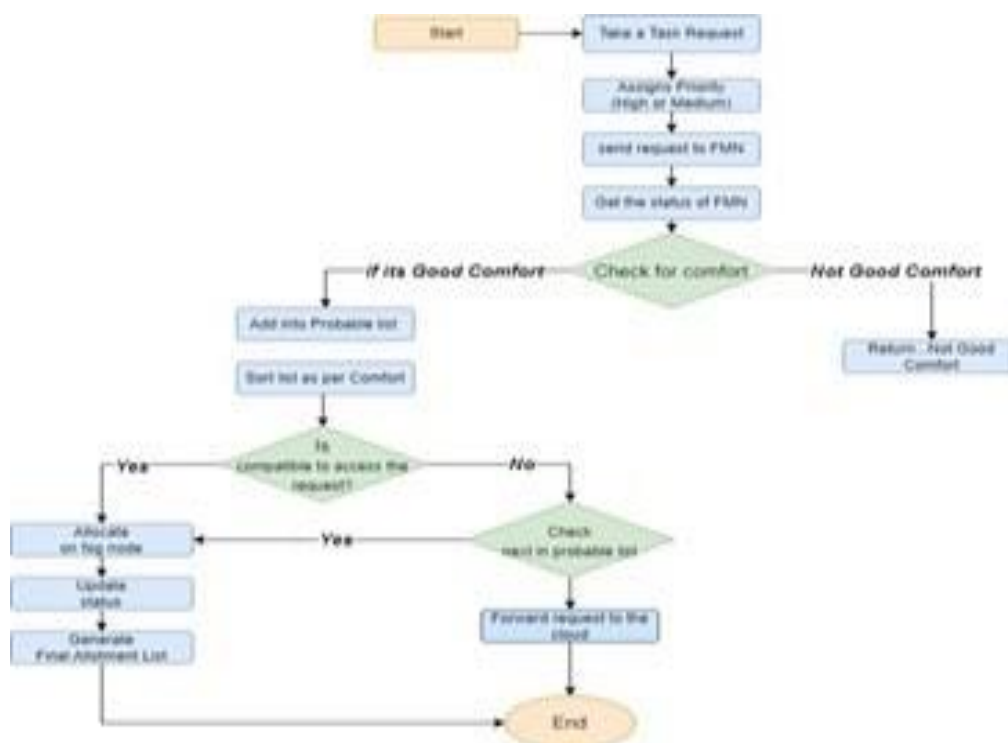 Start
Take a Task Request
Assigns Priority
(High or Medium)
send request to FMN
Get the status of FMN
Check for comfort
if its Good Comfort
Not Good Comfort
Add into Probable list
Return...Not Good
Comfort
Sort list as per Comfort
Is
compatible to access the
request?
Yes
No
Allocate
on fog node
Yes
Check
next in probable list
Update
status
Forward request to the
cloud
Generate
Final Allotment List
End